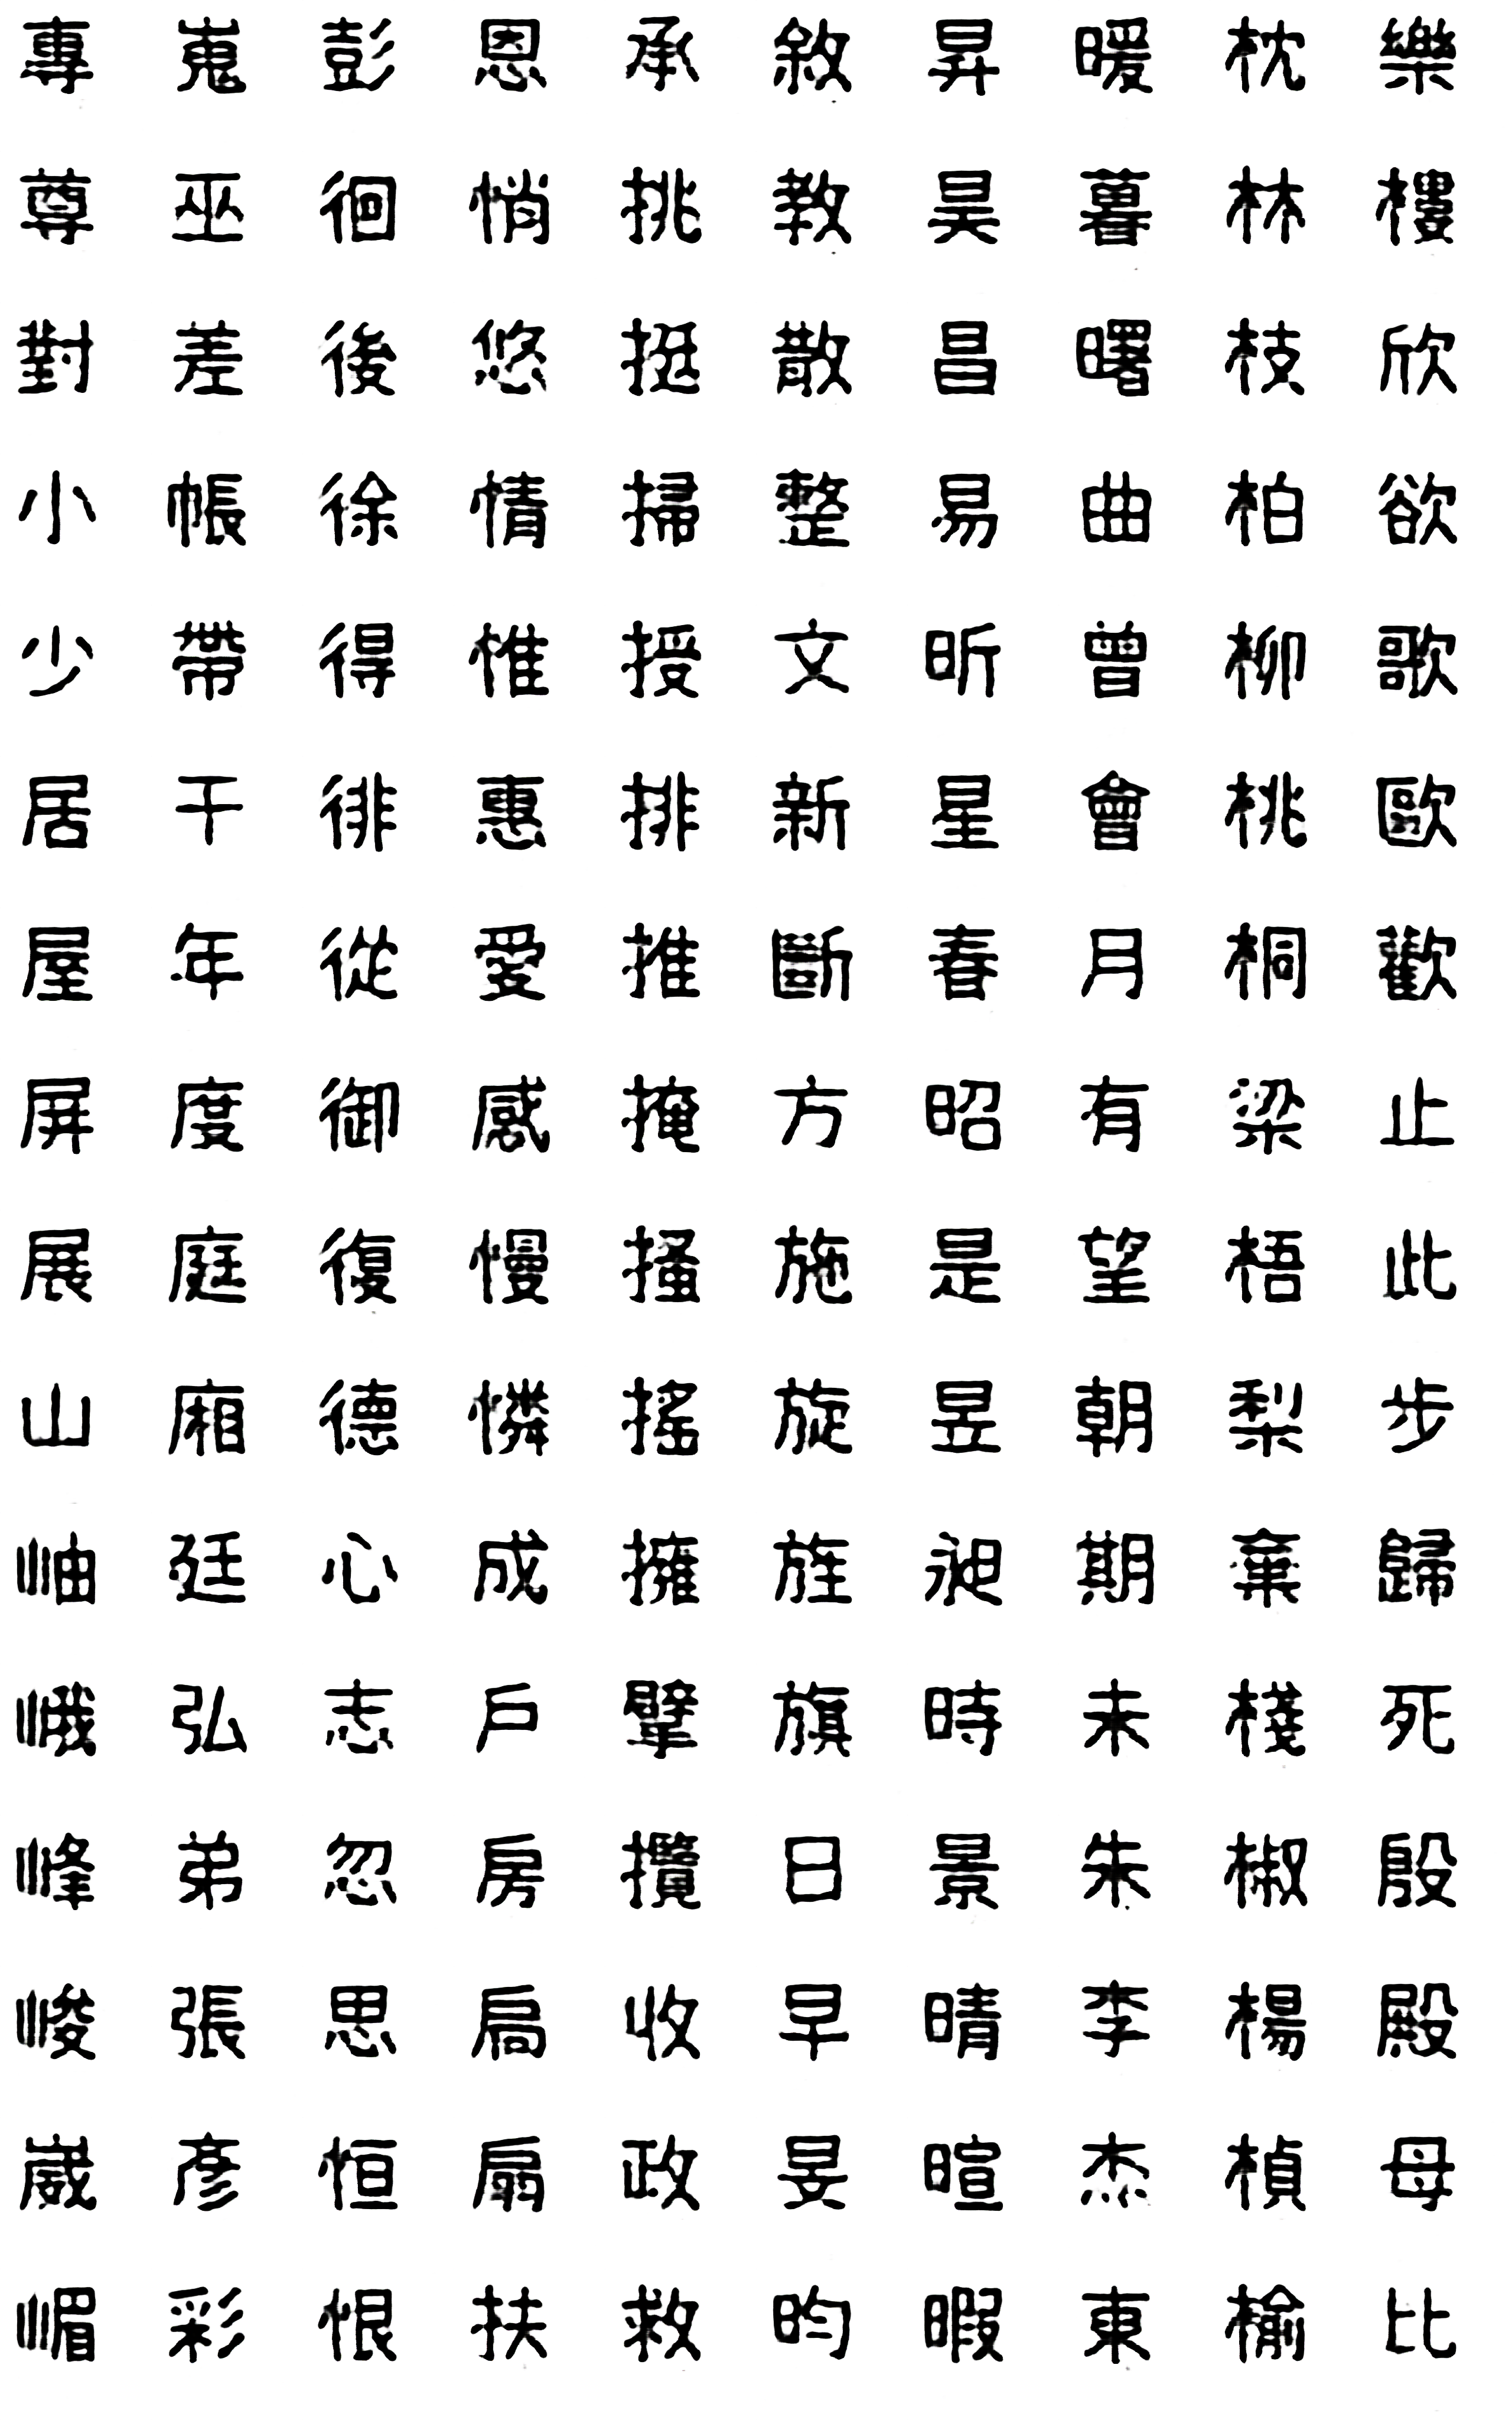 專尊對小少居屋屏展山岫峨峰峻崴嵋
嵬巫差帳帶干年度庭廂廷弘弟張彥彩
彭徊後徐得徘從御復德心志忽思恒恨
恩悄悠情惟惠愛感慢憐成戶房扃扇扶
承挑挺掃授排推掩搔搖擁擘攬收政救
敘教散整文新斷方施旋旌旗日早旻昀
昇昊昌易昕星春昭是昱昶時景晴暄暇
暖暮曙曲曾會月有望朝期未朱李杰東
枕林枝柏柳桃桐梁梧梨棄棧椒楊楨榆
樂樓欣欲歌歐歡止此步歸死殷殿母比